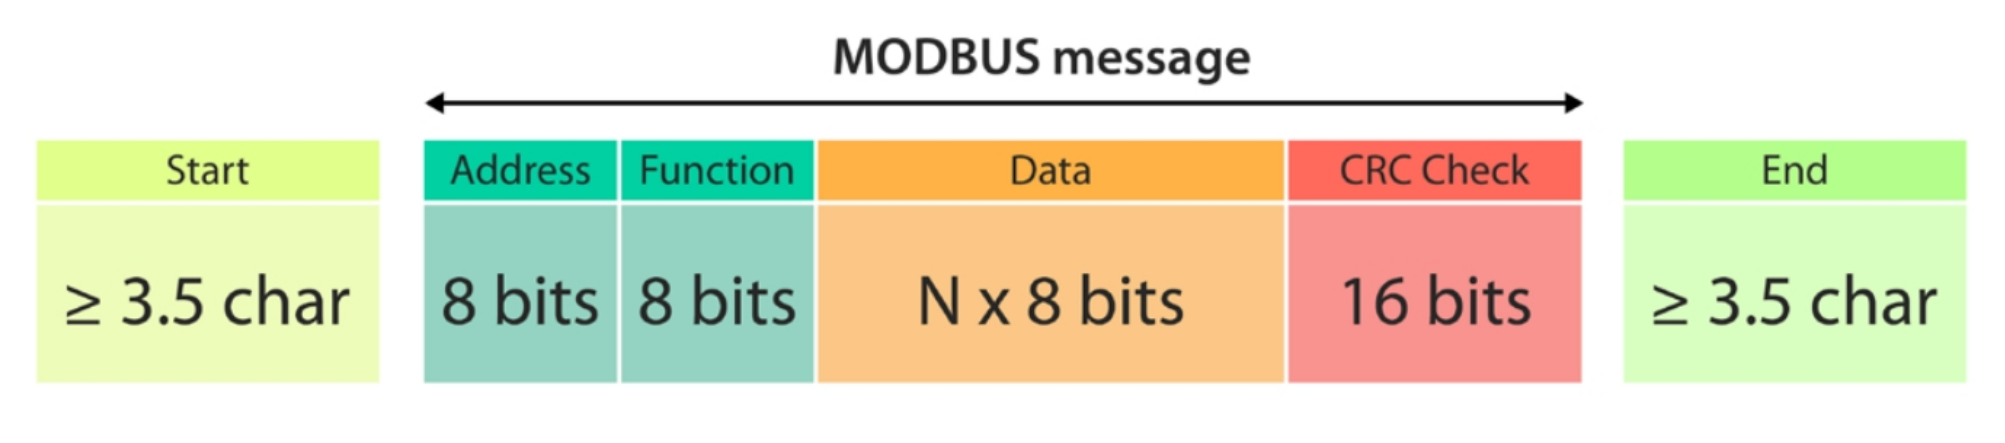 MODBUS message
Start Address Function Data CRC Check End
≥ 3.5 char 8 bits 8 bits N x 8 bits 16 bits ≥ 3.5 char